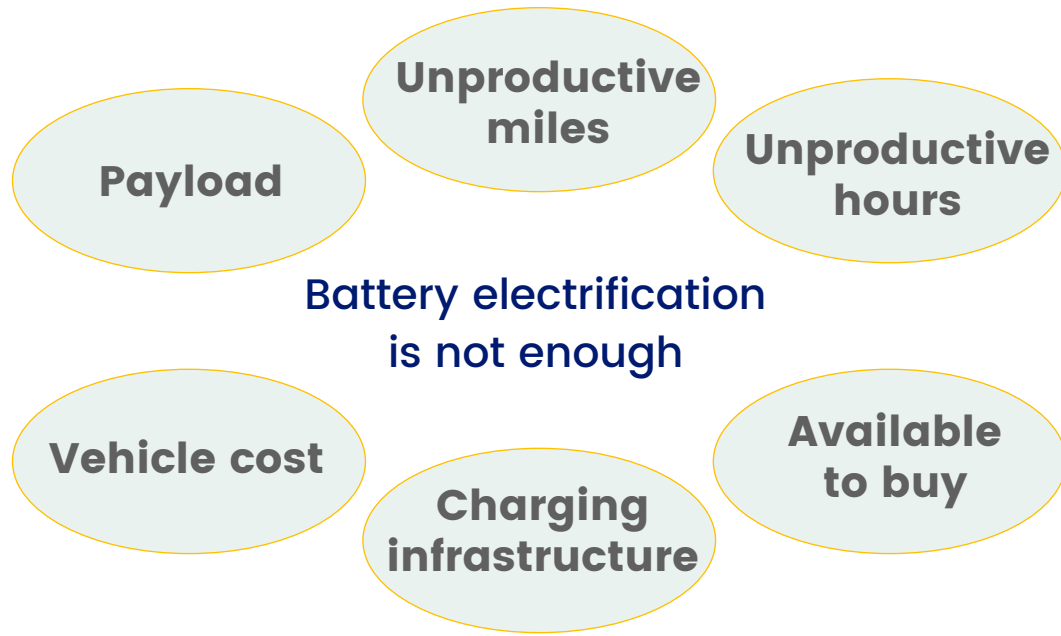 Unproductive
miles
Unproductive
hours
Payload
Battery electrification
is not enough
Vehicle cost
Available
to buy
Charging
infrastructure